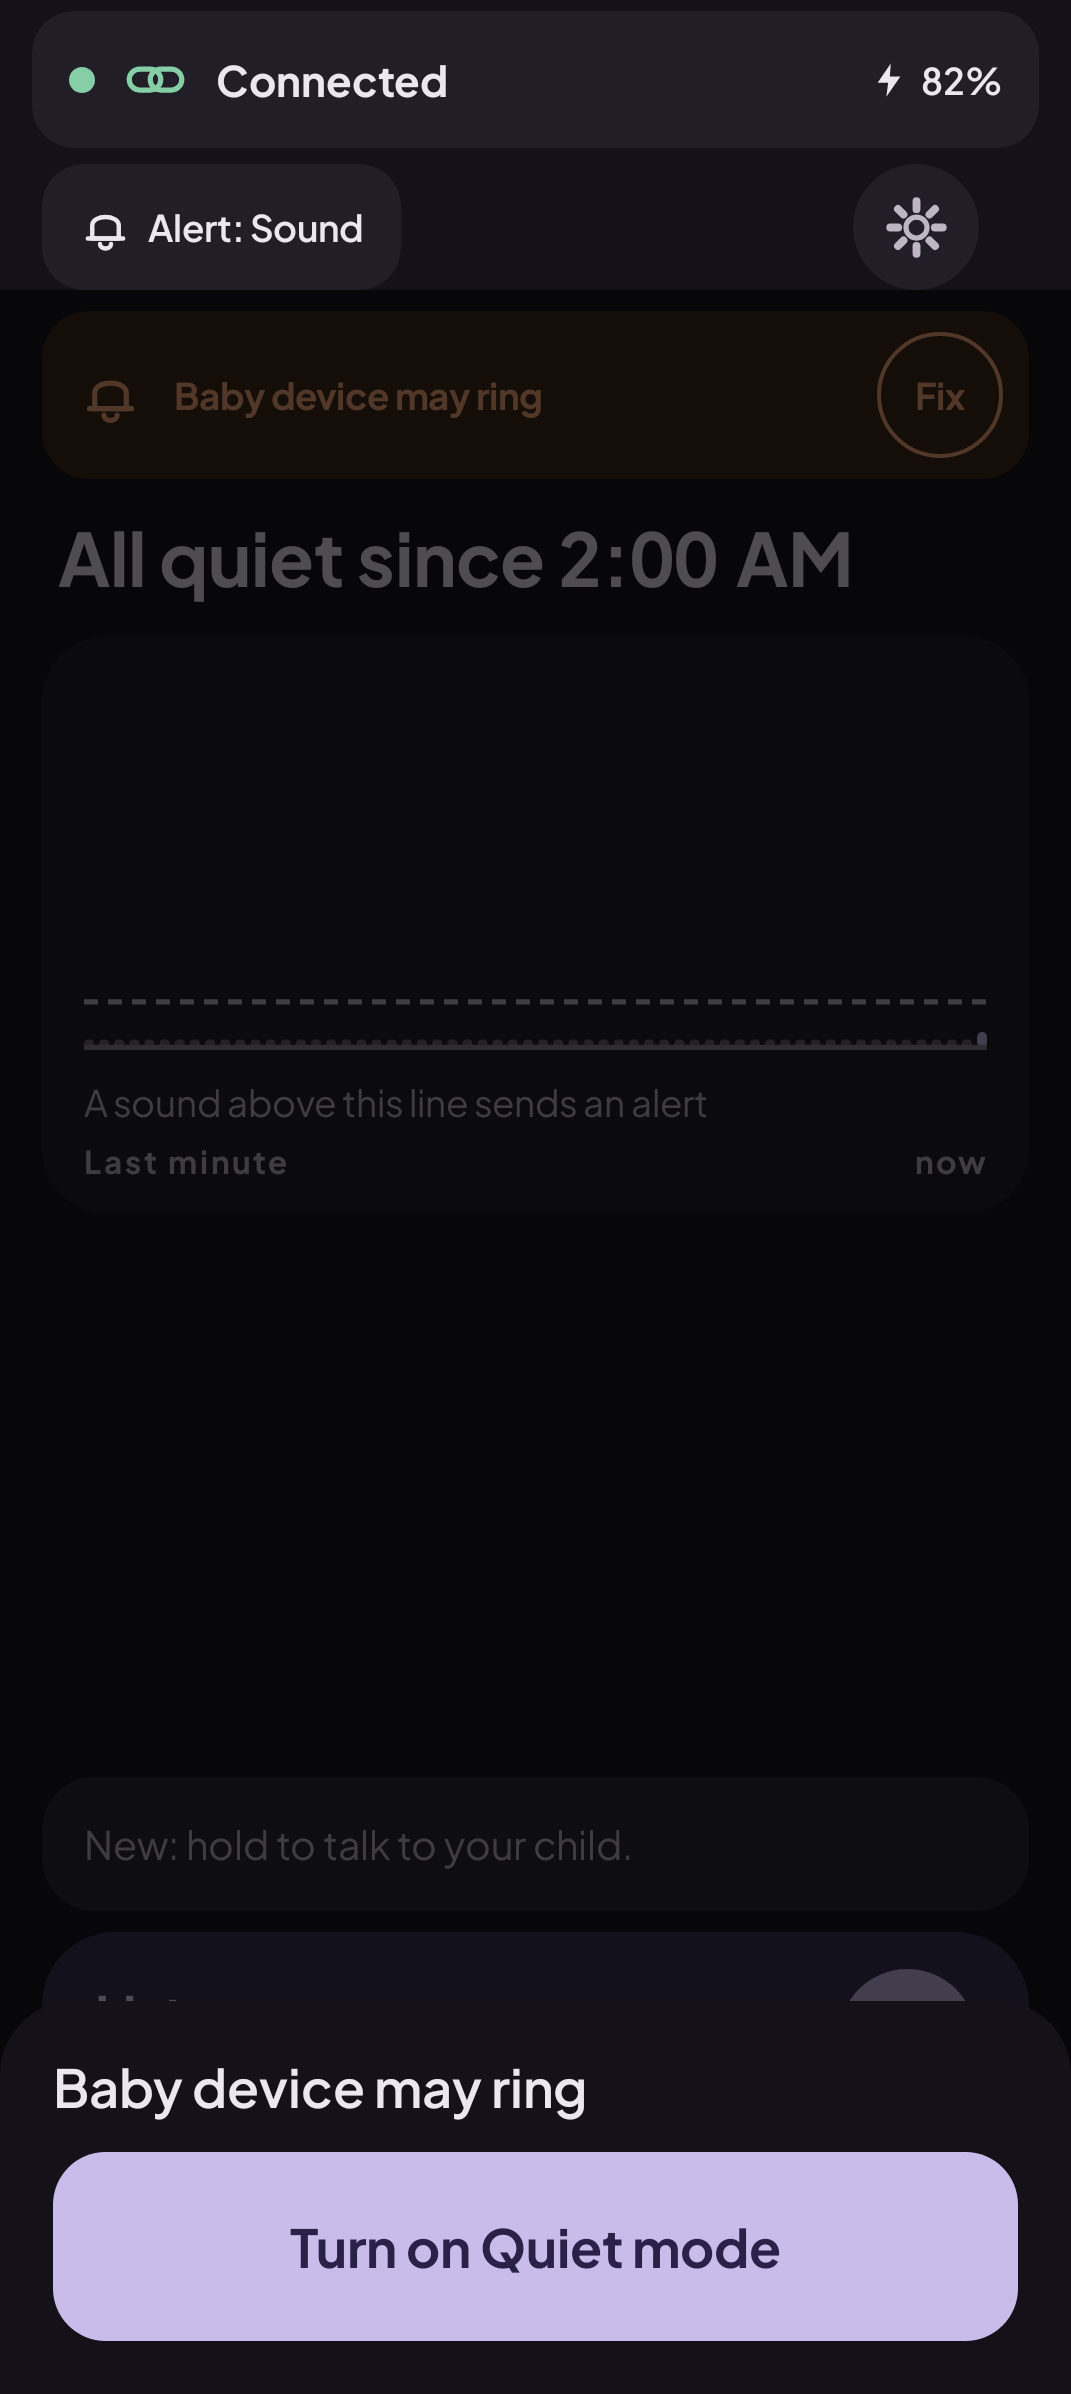 Connected
82%
Alert: Sound
Baby device may ring
Fix
All quiet since 2:00 AM
A sound above this line sends an alert
Last minute
now
New: hold to talk to your child.
Baby device may ring
Turn on Quiet mode